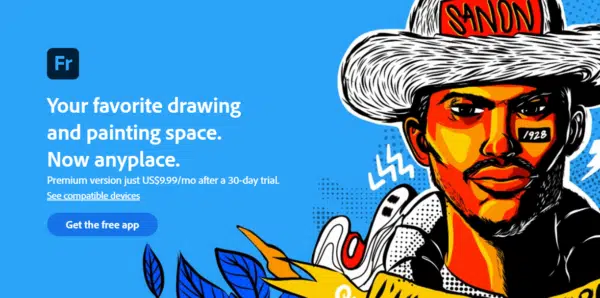 SANON
Fr
1928
Your favorite drawing
and painting space.
Now anyplace.
Premium version just US$9.99/mo after a 30-day trial.
See compatible devices
Get the free app